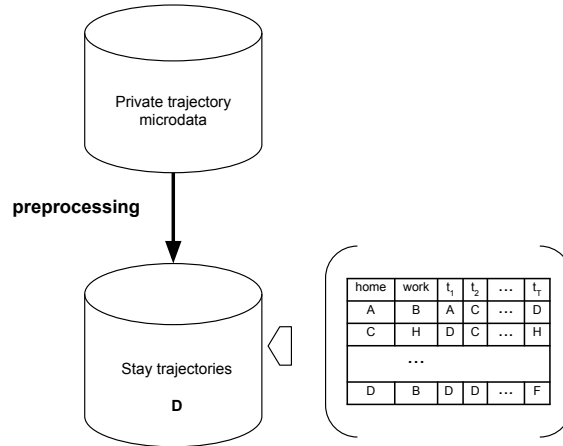 Private trajectory
microdata
preprocessing
Stay trajectories
D
home work t1 t2 ... tT
A B A C ... D
C H D C ... H
...
D B D D ... F